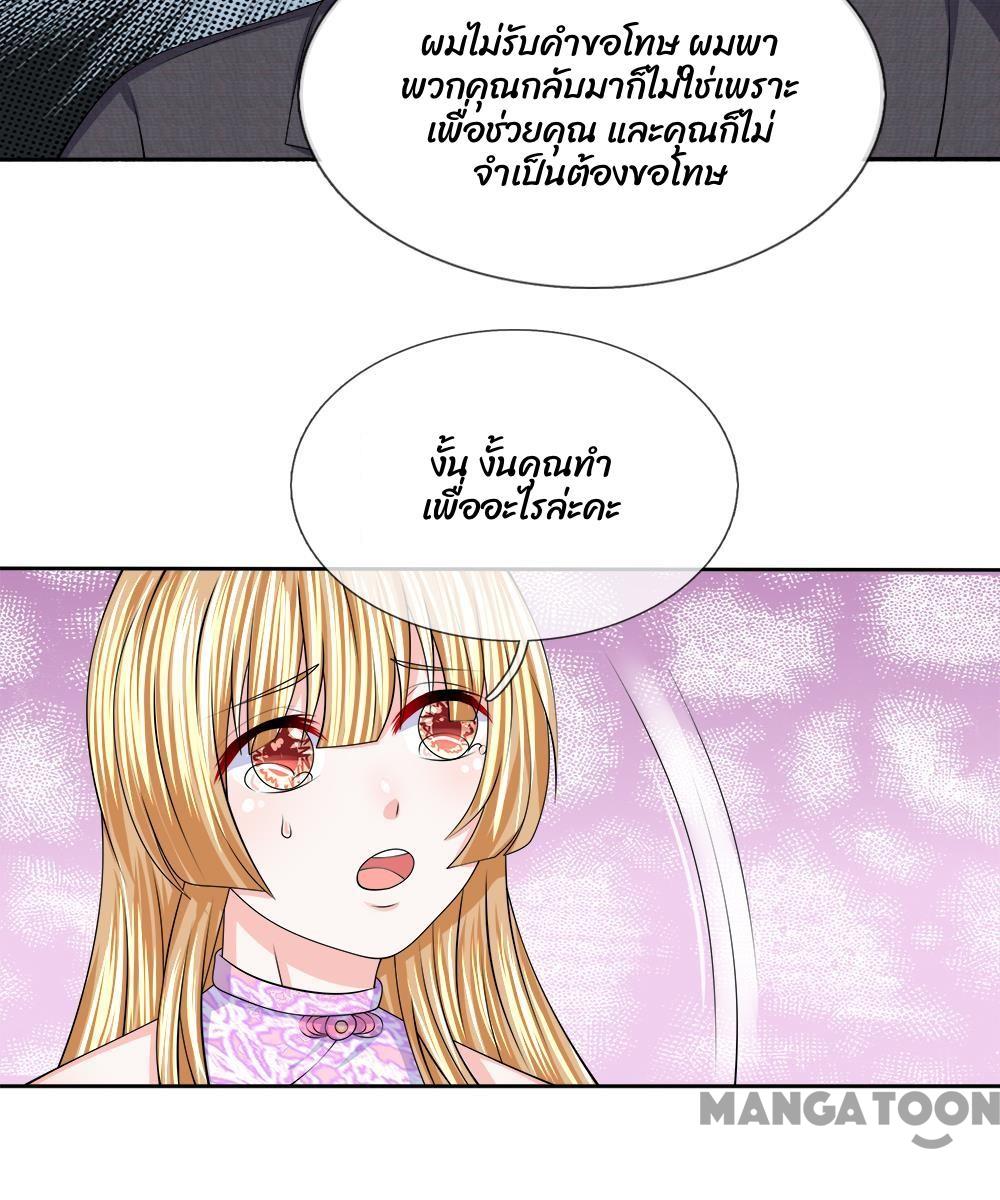 ผมไม่รับคำขอโทษ ผมพา
พวกคุณกลับมาก็ไม่ใช่เพราะ
เพื่อช่วยคุณ และคุณก็ไม่
จำเป็นต้องขอโทษ
งั้น งั้นคุณทำ
เพื่ออะไรล่ะคะ
MANGATOON